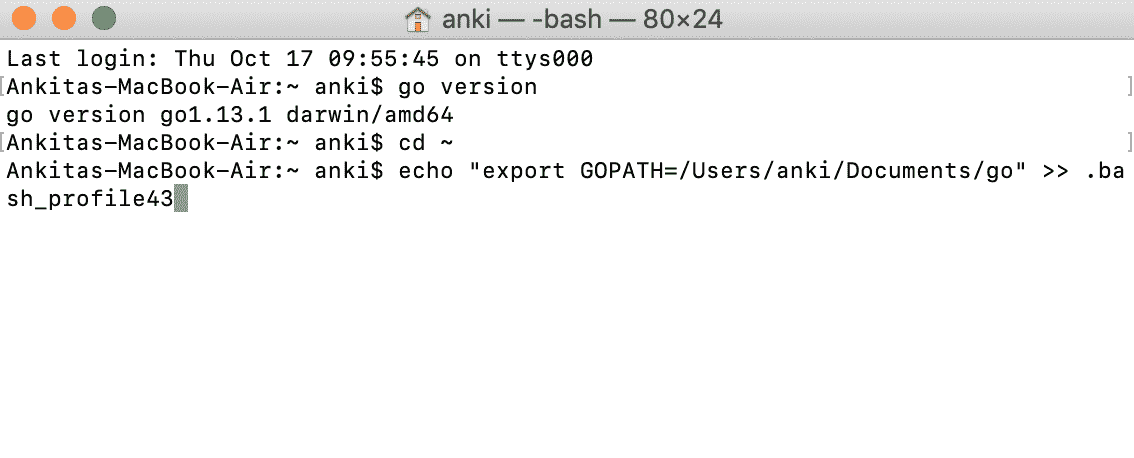 anki — -bash — 80×24
Last login: Thu Oct 17 09:55:45 on ttys000
[Ankitas-MacBook-Air:~ anki$ go version ]
go version go1.13.1 darwin/amd64
[Ankitas-MacBook-Air:~ anki$ cd ~ ]
Ankitas-MacBook-Air:~ anki$ echo "export GOPATH=/Users/anki/Documents/go" >> .ba
sh_profile43